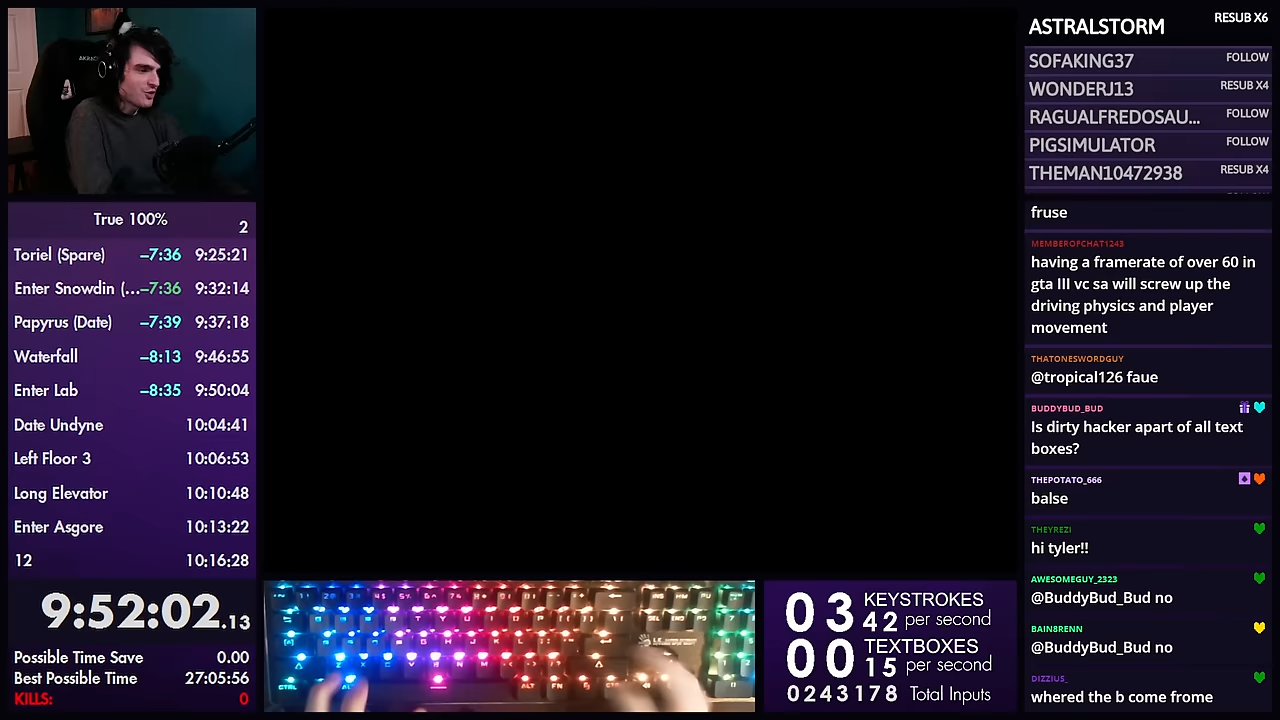 True 100%
2
Toriel (Spare) –7:36 9:25:21
Enter Snowdin (...–7:36 9:32:14
Papyrus (Date) –7:39 9:37:18
Waterfall –8:13 9:46:55
Enter Lab –8:35 9:50:04
Date Undyne 10:04:41
Left Floor 3 10:06:53
Long Elevator 10:10:48
Enter Asgore 10:13:22
12 10:16:28
9:52:02.13
Possible Time Save 0.00
Best Possible Time 27:05:56
KILLS: 0
03 KEYSTROKES
42 per second
00 TEXTBOXES
15 per second
0243178 Total Inputs
ASTRALSTORM RESUB X6
SOFAKING37 FOLLOW
WONDERJ13 RESUB X4
RAGUALFREDOSAU... FOLLOW
PIGSIMULATOR FOLLOW
THEMAN10472938 RESUB X4
fruse
MEMBEROFCHAT1243
having a framerate of over 60 in
gta III vc sa will screw up the
driving physics and player
movement
THATONESWORDGUY
@tropical126 faue
BUDDYBUD_BUD
Is dirty hacker apart of all text
boxes?
THEPOTATO_666
balse
THEYREZI
hi tyler!!
AWESOMEGUY_2323
@BuddyBud_Bud no
BAIN8RENN
@BuddyBud_Bud no
DIZZIUS_
whered the b come frome